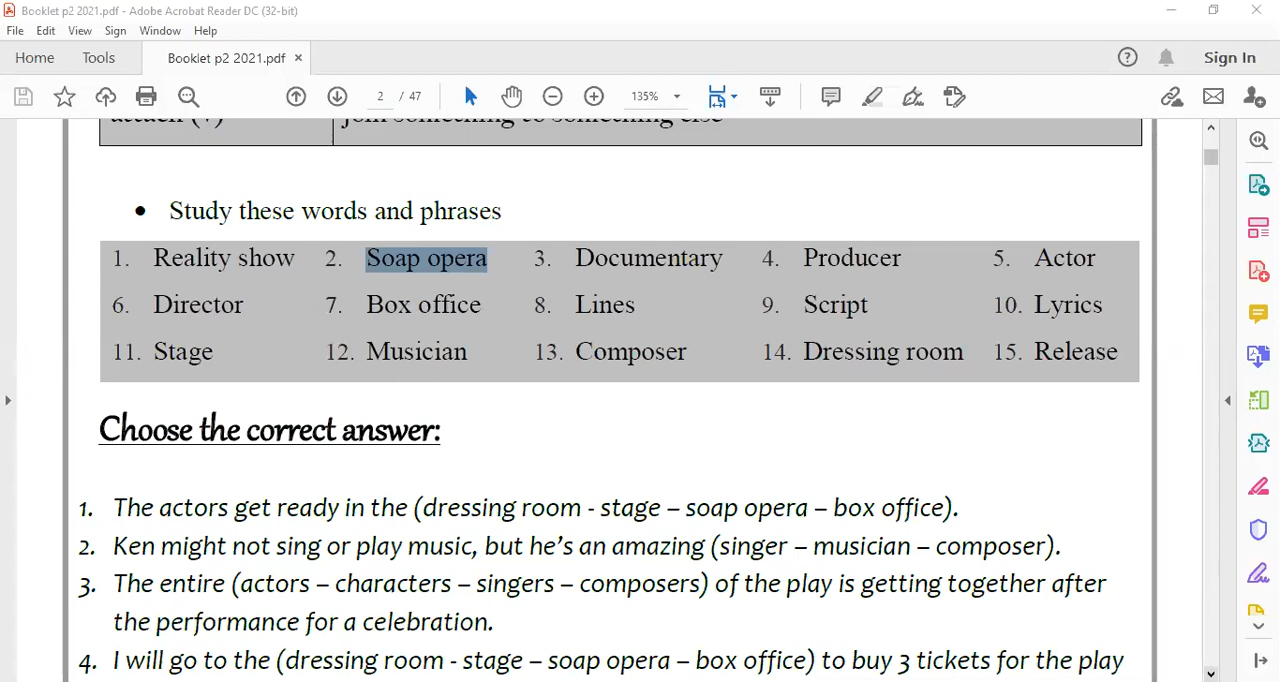 Booklet p2 2021.pdf - Adobe Acrobat Reader DC (32-bit)
File Edit View Sign Window Help
Home Tools Booklet p2 2021.pdf × Sign In
2 / 47 135%
attach (v) join something to something else
• Study these words and phrases
1. Reality show 2. Soap opera 3. Documentary 4. Producer 5. Actor
6. Director 7. Box office 8. Lines 9. Script 10. Lyrics
11. Stage 12. Musician 13. Composer 14. Dressing room 15. Release
Choose the correct answer:
1. The actors get ready in the (dressing room - stage – soap opera – box office).
2. Ken might not sing or play music, but he’s an amazing (singer – musician – composer).
3. The entire (actors – characters – singers – composers) of the play is getting together after
the performance for a celebration.
4. I will go to the (dressing room - stage – soap opera – box office) to buy 3 tickets for the play